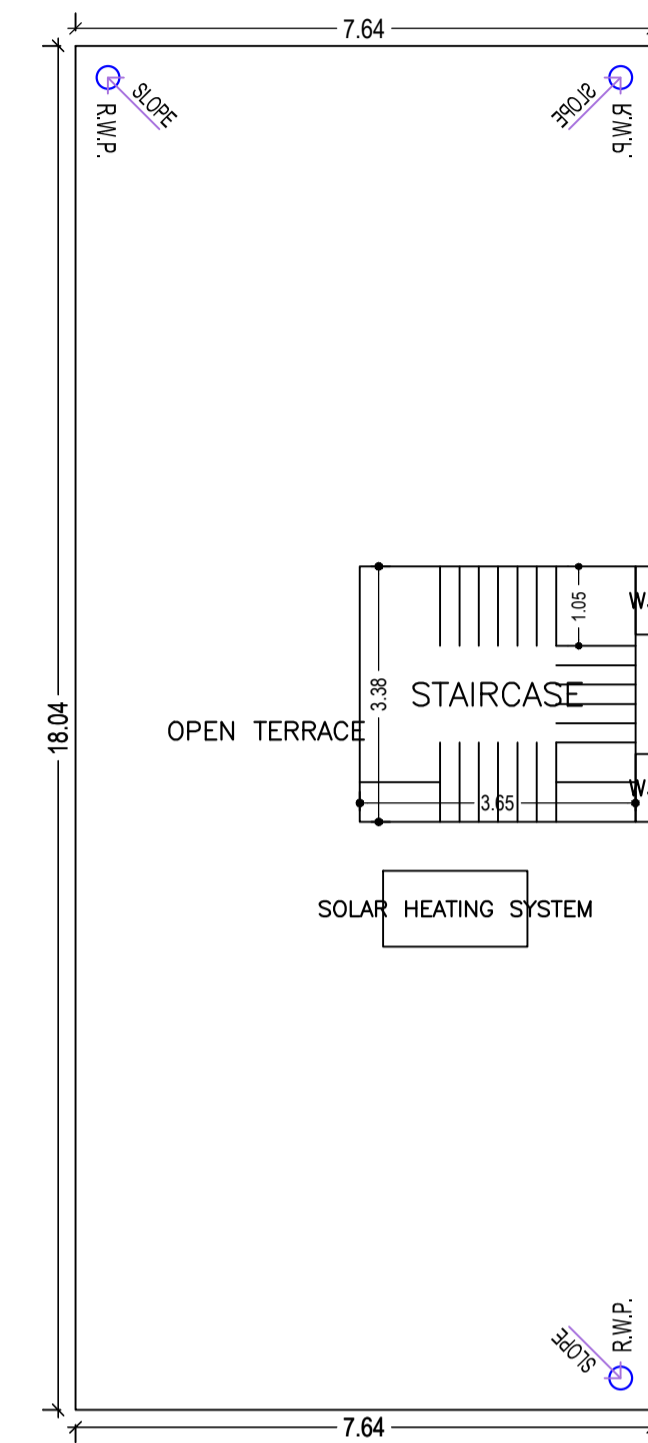 7.64
SLOPE
SLOPE
R.W.P.
R.W.P.
1.05
W.
3.38
STAIRCASE
18.04
OPEN TERRACE
W.
3.65
SOLAR HEATING SYSTEM
R.W.P.
SLOPE
7.64